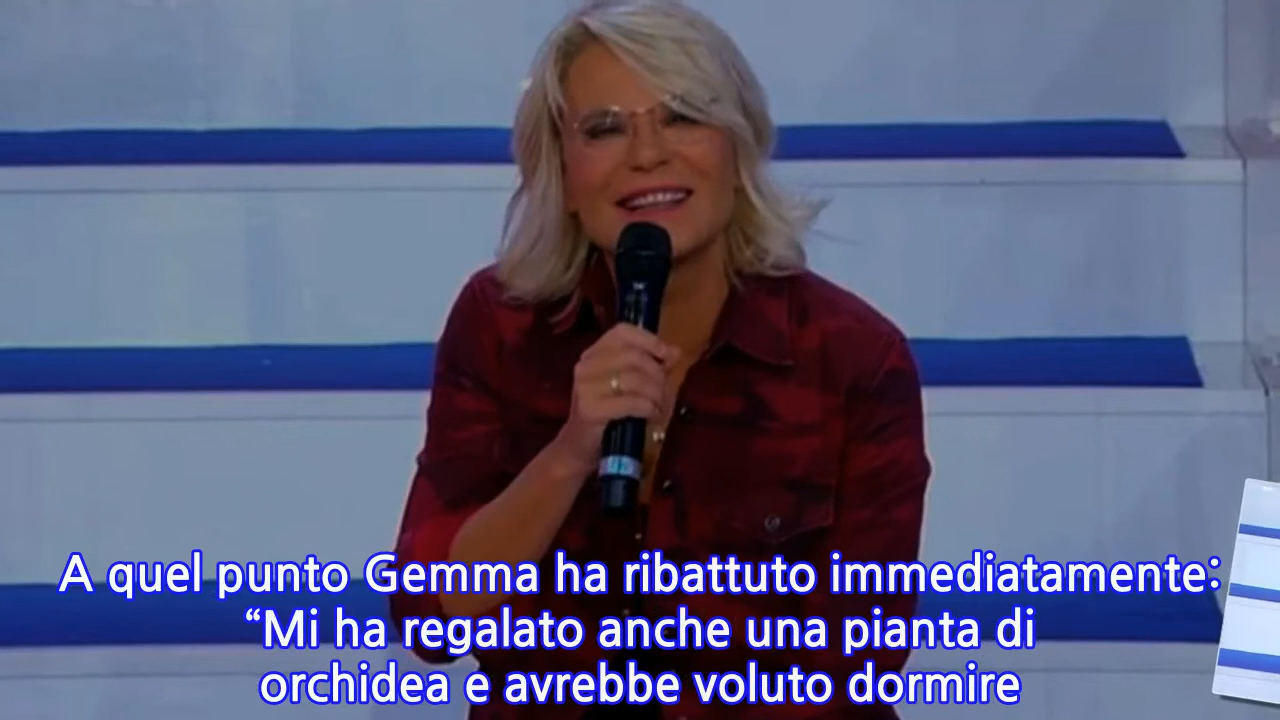 A quel punto Gemma ha ribattuto immediatamente:
“Mi ha regalato anche una pianta di
orchidea e avrebbe voluto dormire